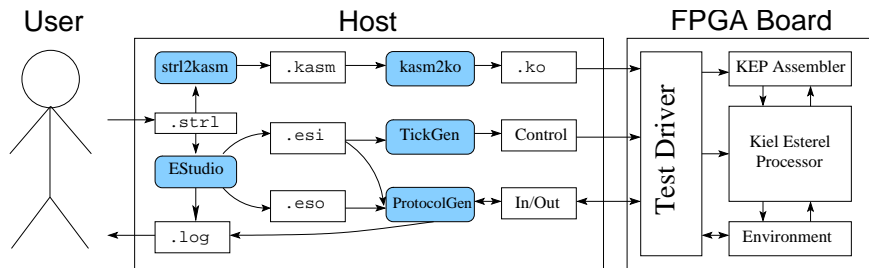 User
Host
FPGA Board
strl2kasm
.kasm
kasm2ko
.ko
KEP Assembler
.strl
.esi
TickGen
Control
Test Driver
Kiel Esterel
Processor
EStudio
.eso
ProtocolGen
In/Out
.log
Environment